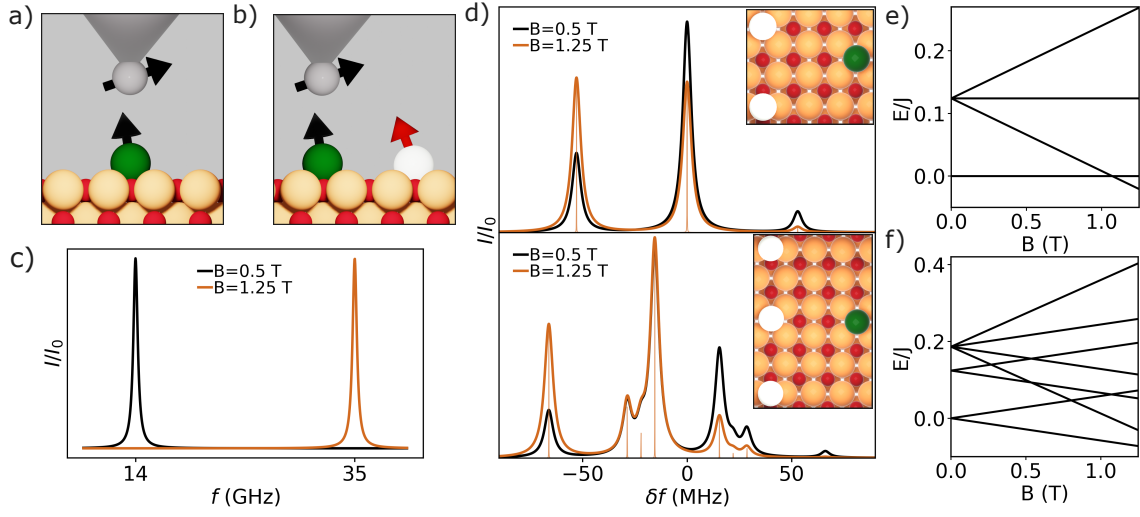 a)
b)
c)
I/I0
B=0.5 T
B=1.25 T
14
35
f (GHz)
d)
I/I0
B=0.5 T
B=1.25 T
B=0.5 T
B=1.25 T
−50
0
50
δf (MHz)
e)
E/J
0.2
0.1
0.0
0.0
0.5
1.0
B (T)
f)
E/J
0.4
0.2
0.0
0.0
0.5
1.0
B (T)